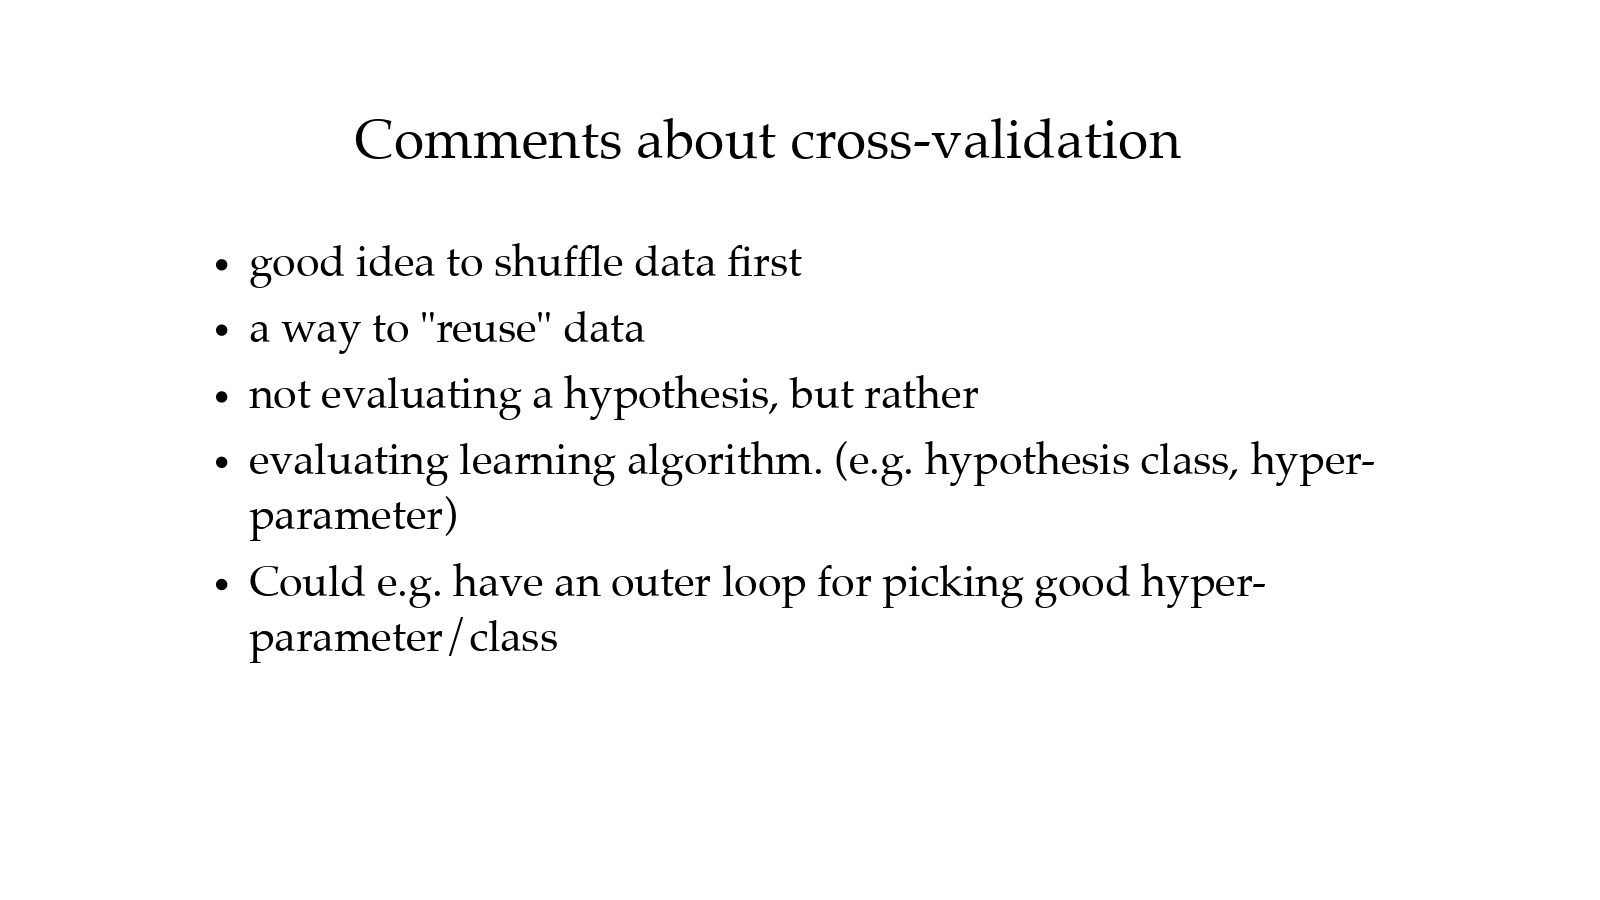 Comments about cross-validation
• good idea to shuffle data first
• a way to "reuse" data
• not evaluating a hypothesis, but rather
• evaluating learning algorithm. (e.g. hypothesis class, hyper-
parameter)
• Could e.g. have an outer loop for picking good hyper-
parameter/class